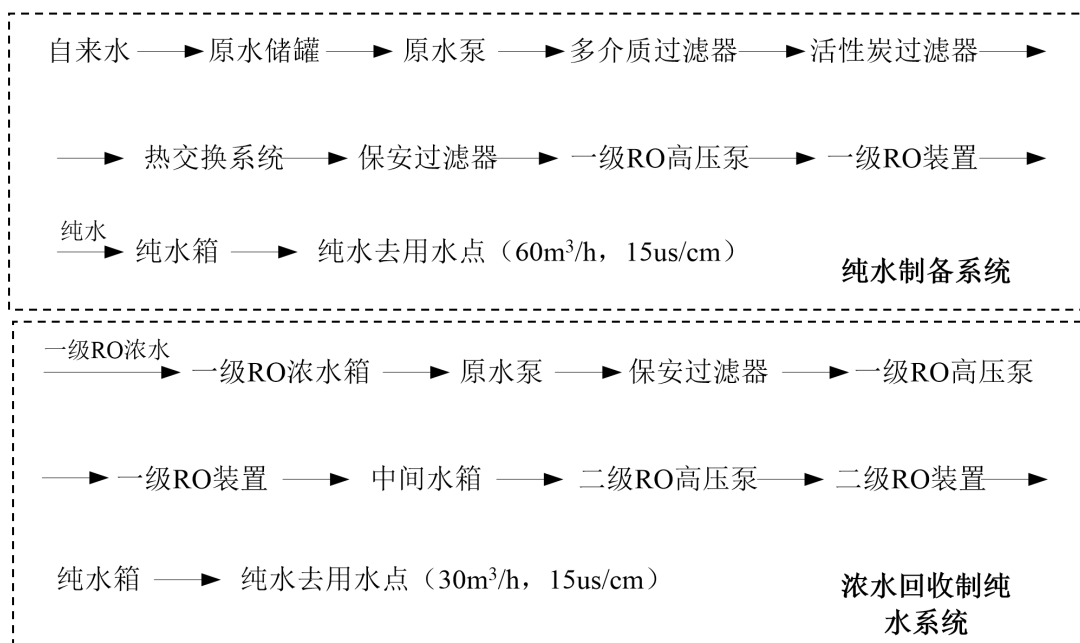 自来水 原水储罐 原水泵 多介质过滤器 活性炭过滤器
热交换系统 保安过滤器 一级RO高压泵 一级RO装置
纯水
纯水箱 纯水去用水点（60m³/h，15us/cm）
纯水制备系统
一级RO浓水
一级RO浓水箱 原水泵 保安过滤器 一级RO高压泵
一级RO装置 中间水箱 二级RO高压泵 二级RO装置
纯水箱 纯水去用水点（30m³/h，15us/cm）
浓水回收制纯
水系统